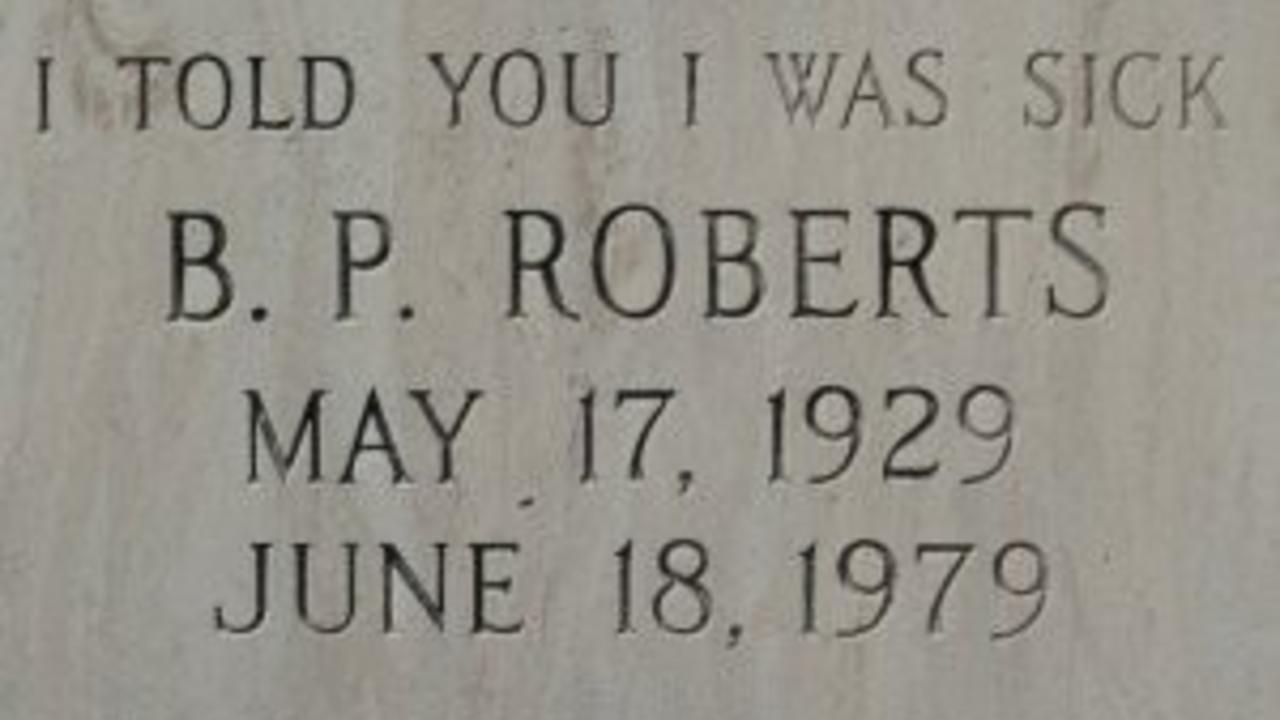 I TOLD YOU I WAS SICK
B. P. ROBERTS
MAY 17, 1929
JUNE 18, 1979